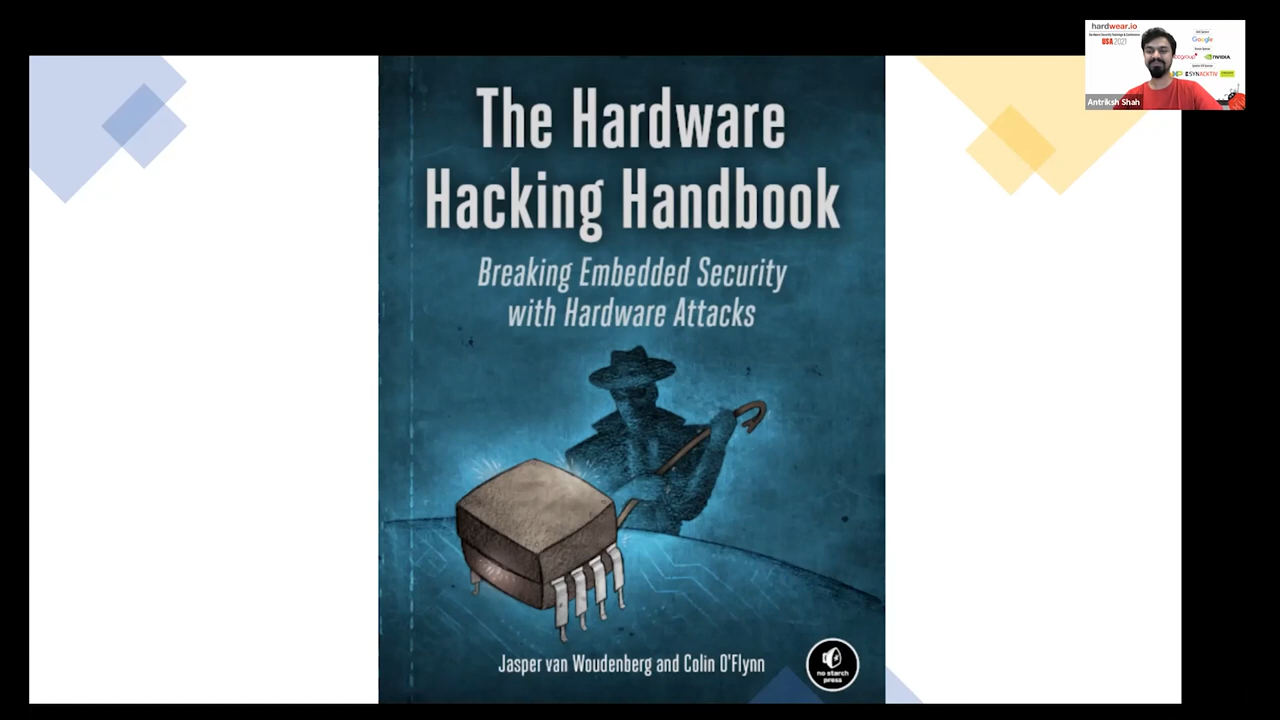 The Hardware
Hacking Handbook
Breaking Embedded Security
with Hardware Attacks
Jasper van Woudenberg and Colin O'Flynn
no starch
press
hardwear.io
USA 2021
Google
NVIDIA
SYNACKTIV
Antriksh Shah